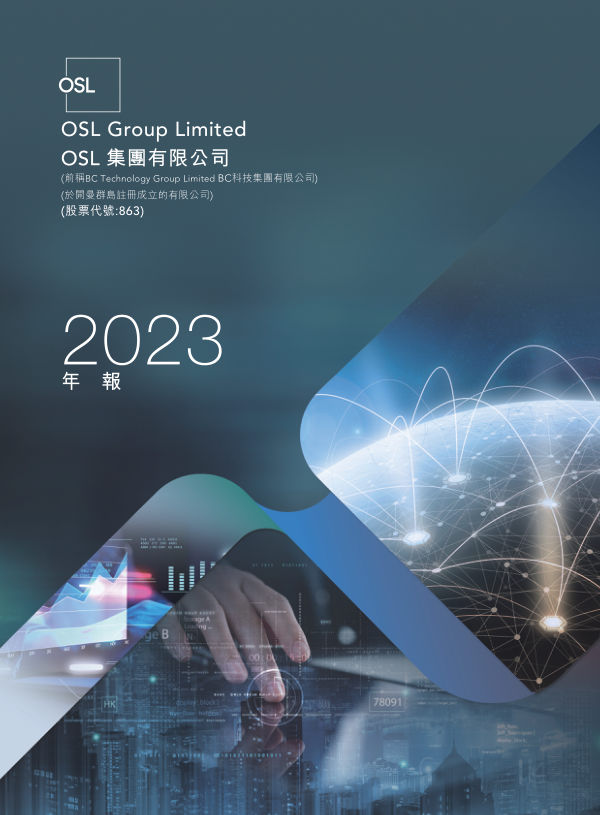 OSL
OSL Group Limited
OSL 集團有限公司
(前稱BC Technology Group Limited BC科技集團有限公司)
(於開曼群島註冊成立的有限公司)
(股票代號:863)
2023
年 報
HK
78091